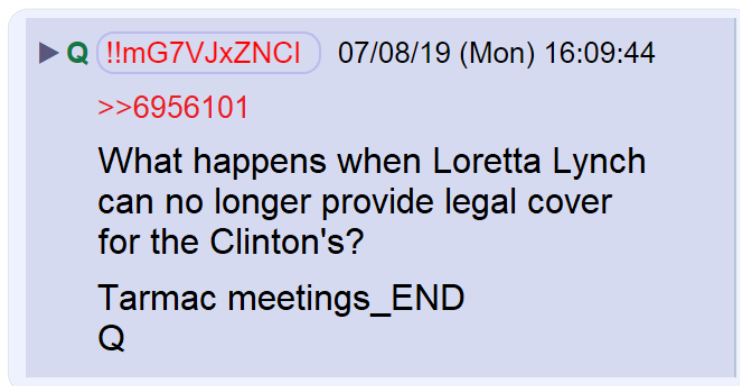 ▶ Q !!mG7VJxZNCI 07/08/19 (Mon) 16:09:44
>>6956101
What happens when Loretta Lynch
can no longer provide legal cover
for the Clinton's?
Tarmac meetings_END
Q